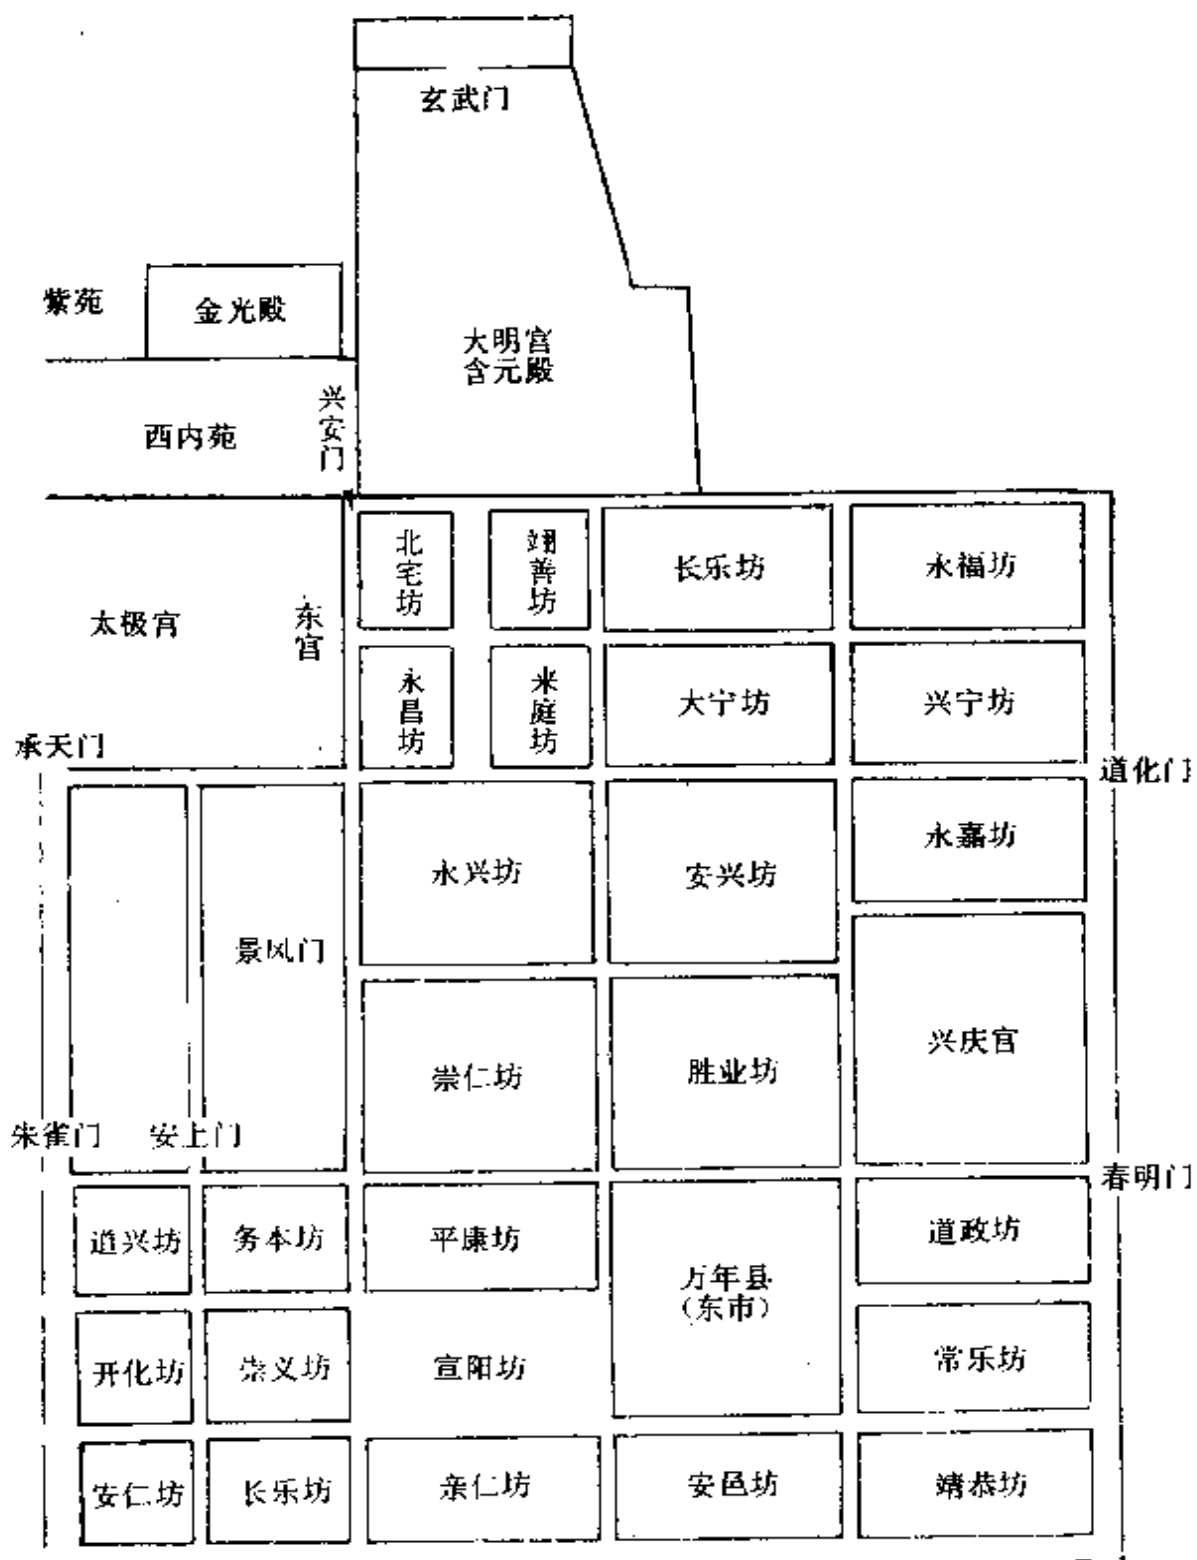 玄武门
紫苑
金光殿
大明宫
含元殿
兴安门
西内苑
北宅坊
翊善坊
长乐坊
永福坊
太极宫
东宫
永昌坊
来庭坊
大宁坊
兴宁坊
承天门
道化门
永嘉坊
永兴坊
安兴坊
景风门
兴庆宫
崇仁坊
胜业坊
朱雀门
安上门
春明门
道兴坊
务本坊
平康坊
道政坊
万年县
（东市）
开化坊
崇义坊
宣阳坊
常乐坊
安仁坊
长乐坊
亲仁坊
安邑坊
靖恭坊